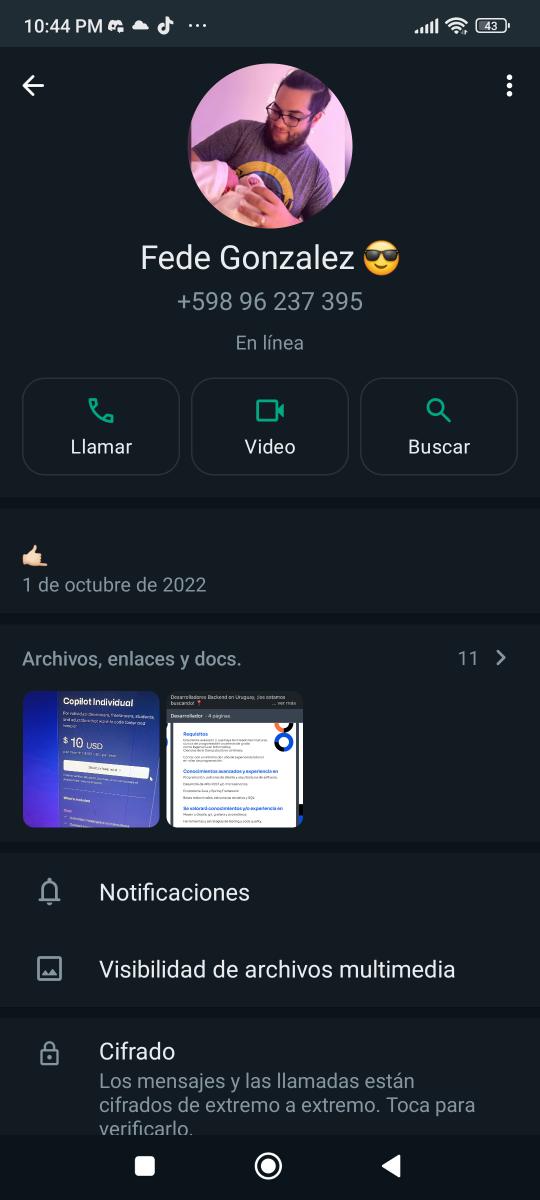 10:44 PM
43
Fede Gonzalez 😎
+598 96 237 395
En línea
Llamar
Video
Buscar
🤙🏻
1 de octubre de 2022
Archivos, enlaces y docs.
11
Copilot Individual
$ 10 USD
Desarrolladores Backend en Uruguay, ¡los estamos
buscando! 📍
... ver más
Desarrollador · 4 páginas
Requisitos
Conocimientos avanzados y experiencia en
Se valorará conocimientos y/o experiencia en
Notificaciones
Visibilidad de archivos multimedia
Cifrado
Los mensajes y las llamadas están
cifrados de extremo a extremo. Toca para
verificarlo.